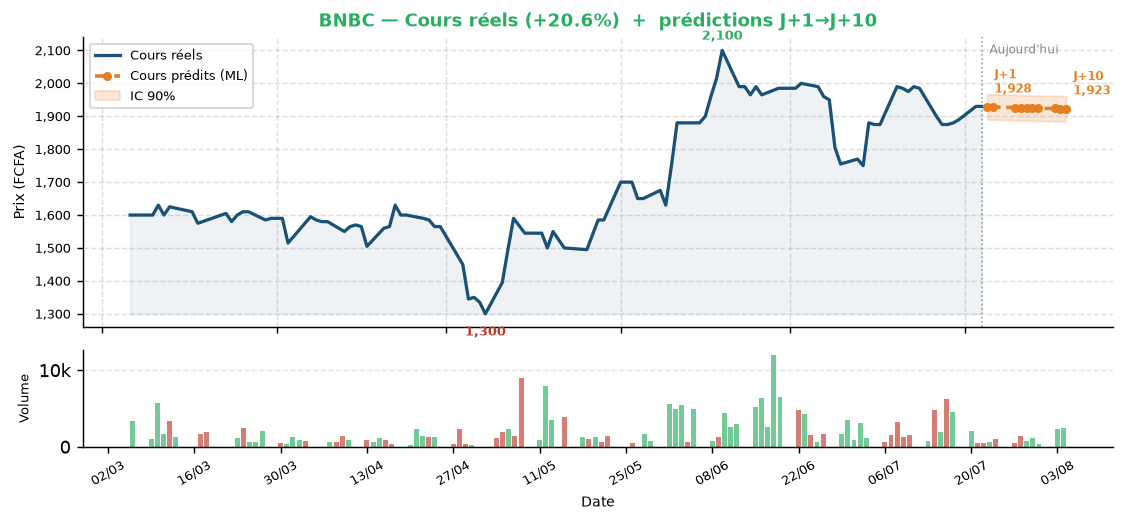 BNBC — Cours réels (+20.6%)  +  prédictions J+1→J+10
2,100
Aujourd'hui
Cours réels
Cours prédits (ML)
IC 90%
J+1
1,928
J+10
1,923
Prix (FCFA)
2,100
2,000
1,900
1,800
1,700
1,600
1,500
1,400
1,300
1,300
Volume
10k
0
02/03
16/03
30/03
13/04
27/04
11/05
25/05
08/06
22/06
06/07
20/07
03/08
Date